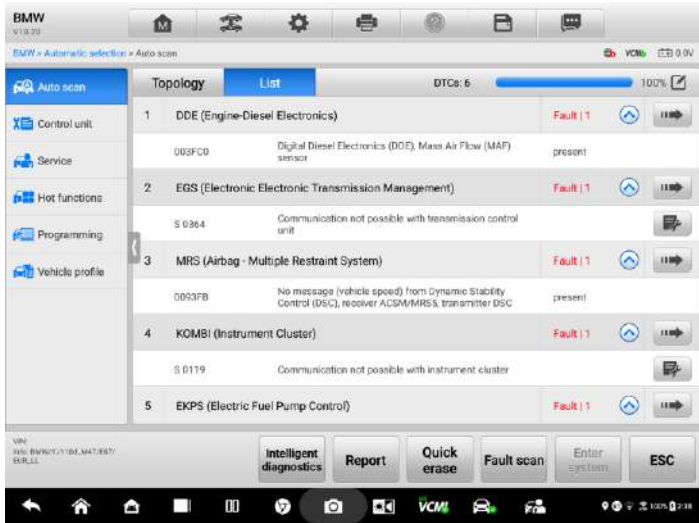 BMW
V10.20
BMW > Automatic selection > Auto scan
VCMI 0.0V
Auto scan
Control unit
Service
Hot functions
Programming
Vehicle profile
Topology List DTCs: 6 100%
1 DDE (Engine-Diesel Electronics) Fault | 1
003FC0 Digital Diesel Electronics (DDE), Mass Air Flow (MAF) - present
sensor
2 EGS (Electronic Electronic Transmission Management) Fault | 1
S 0364 Communication not possible with transmission control
unit
3 MRS (Airbag - Multiple Restraint System) Fault | 1
0093FB No message (vehicle speed) from Dynamic Stability present
Control (DSC), receiver ACSM/MRS5, transmitter DSC
4 KOMBI (Instrument Cluster) Fault | 1
S 0119 Communication not possible with instrument cluster
5 EKPS (Electric Fuel Pump Control) Fault | 1
VIN:
EUR_LL
Intelligent
diagnostics
Report
Quick
erase
Fault scan
Enter
system
ESC
VCMI
100% 2:38